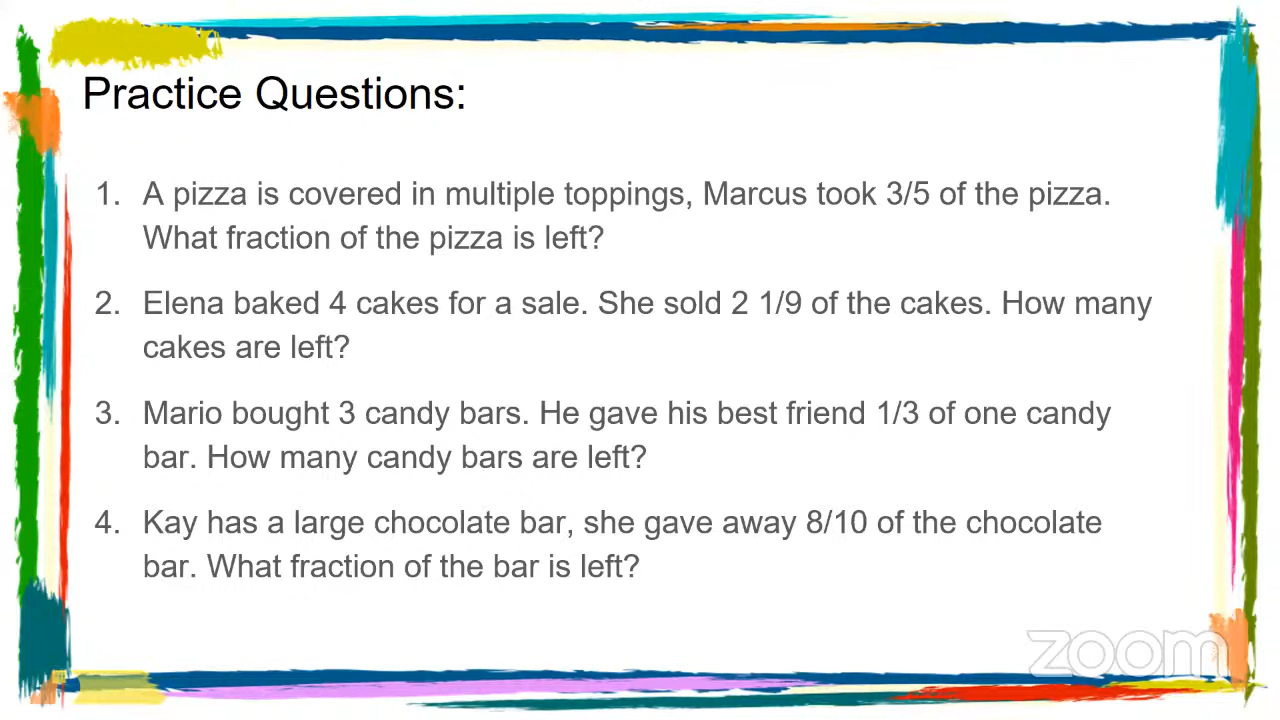 Practice Questions:
1. A pizza is covered in multiple toppings, Marcus took 3/5 of the pizza.
What fraction of the pizza is left?
2. Elena baked 4 cakes for a sale. She sold 2 1/9 of the cakes. How many
cakes are left?
3. Mario bought 3 candy bars. He gave his best friend 1/3 of one candy
bar. How many candy bars are left?
4. Kay has a large chocolate bar, she gave away 8/10 of the chocolate
bar. What fraction of the bar is left?
zoom